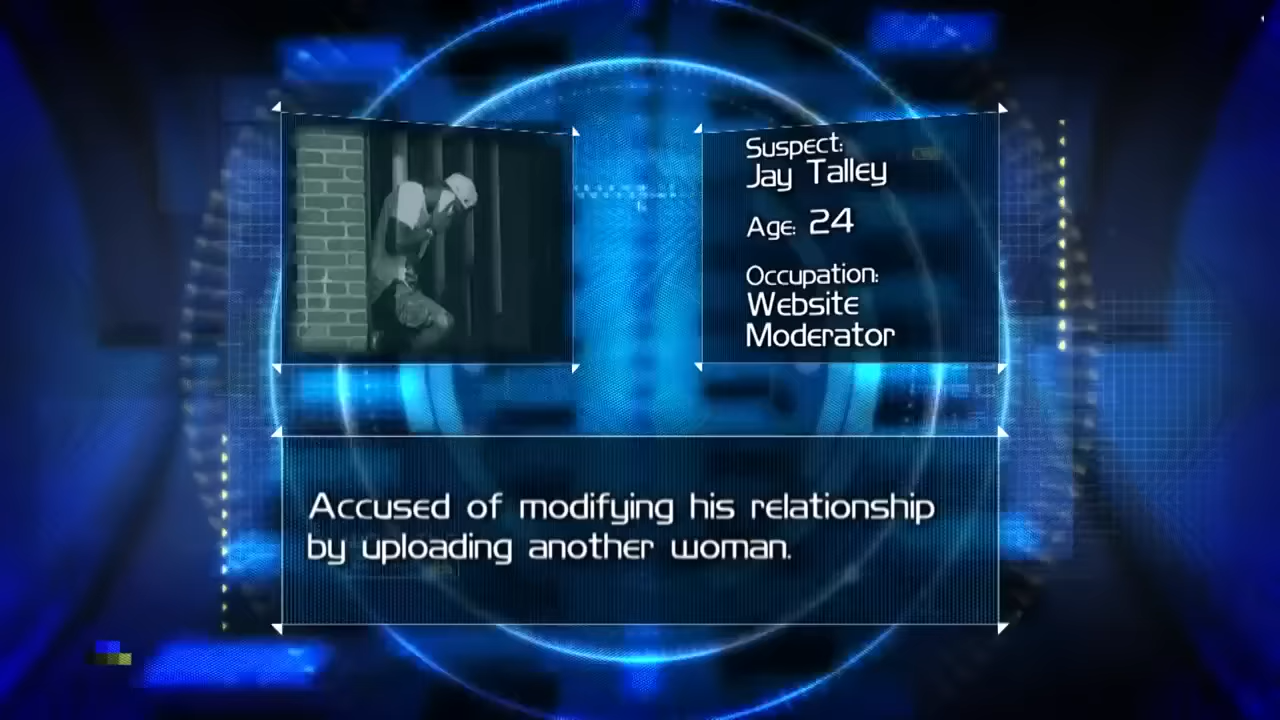 Suspect:
Jay Talley
Age: 24
Occupation:
Website
Moderator
Accused of modifying his relationship
by uploading another woman.